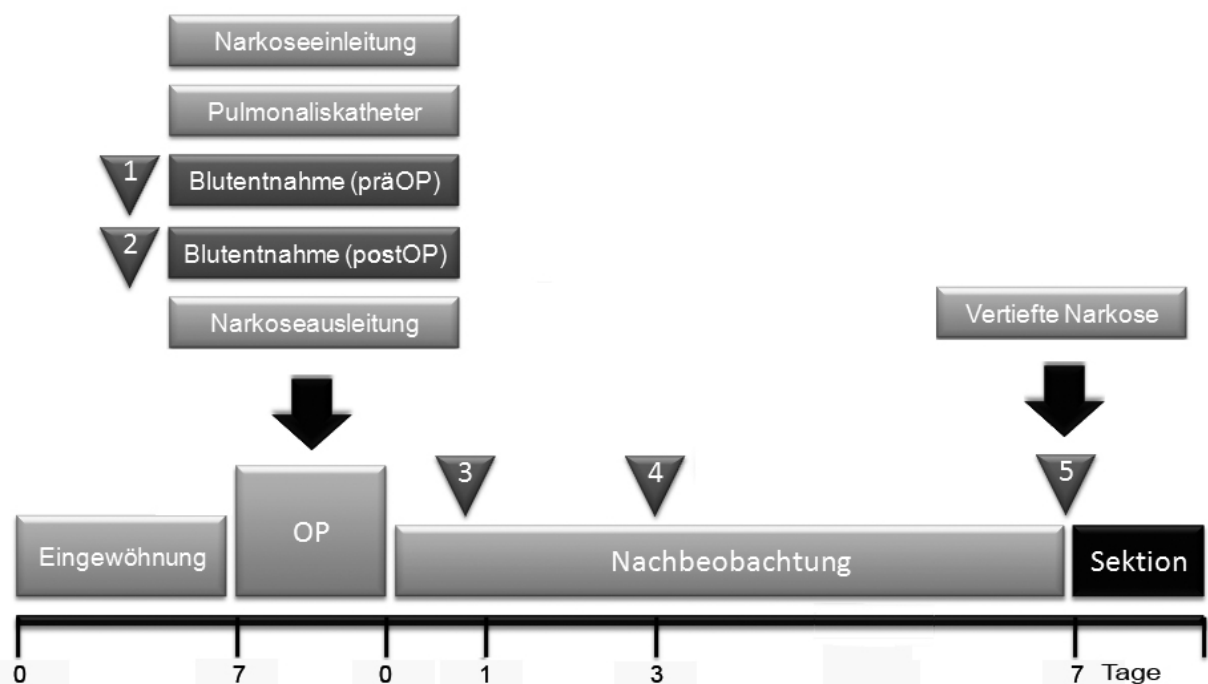 Narkoseeinleitung
Pulmonaliskatheter
1
Blutentnahme (präOP)
2
Blutentnahme (postOP)
Narkoseausleitung
Vertiefte Narkose
3
4
5
Eingewöhnung
OP
Nachbeobachtung
Sektion
0 7 0 1 3 7 Tage